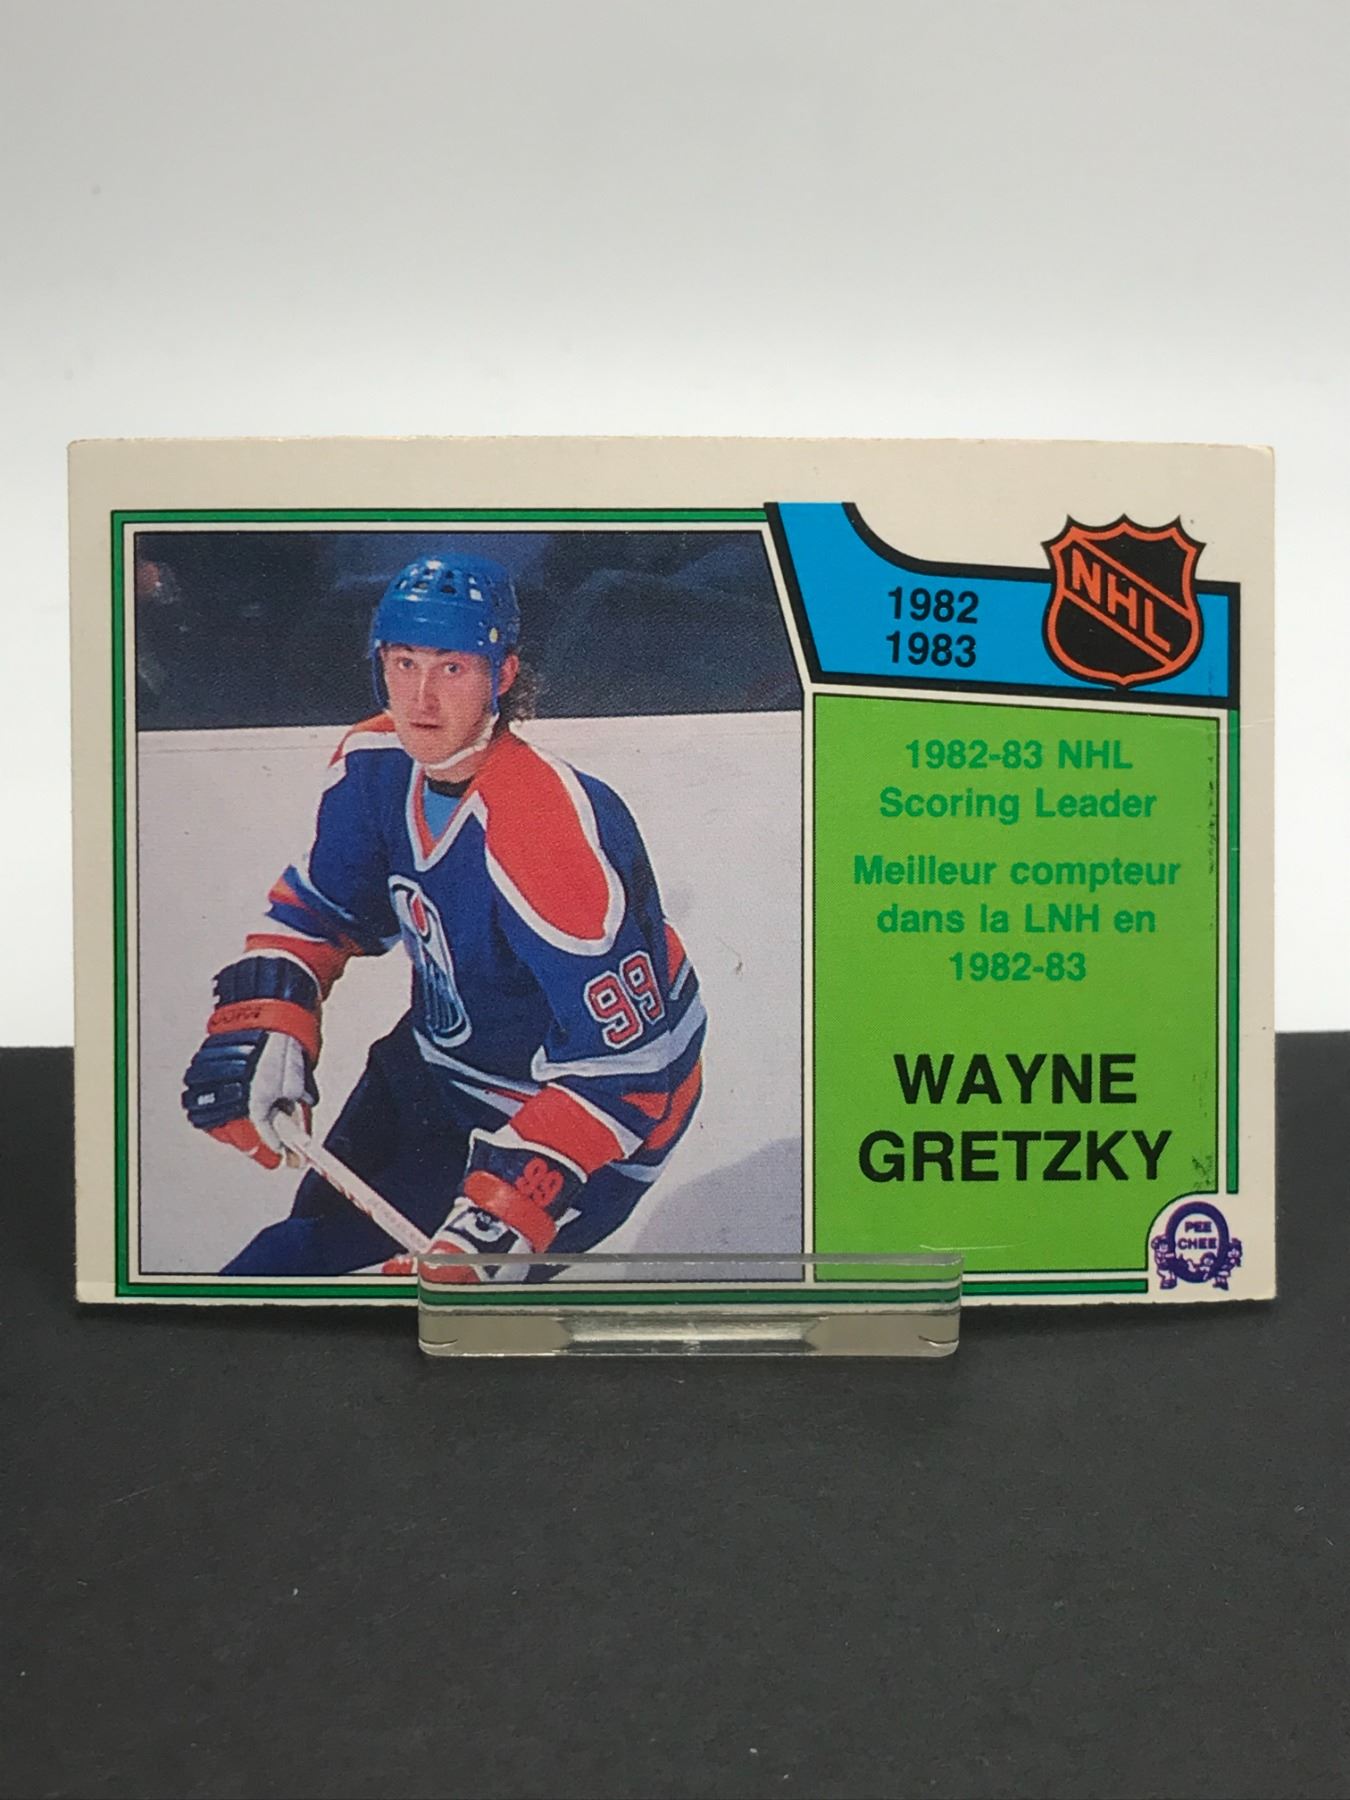 1982
1983
NHL
1982-83 NHL
Scoring Leader
Meilleur compteur
dans la LNH en
1982-83
WAYNE
GRETZKY
PEE
CHEE
99
99